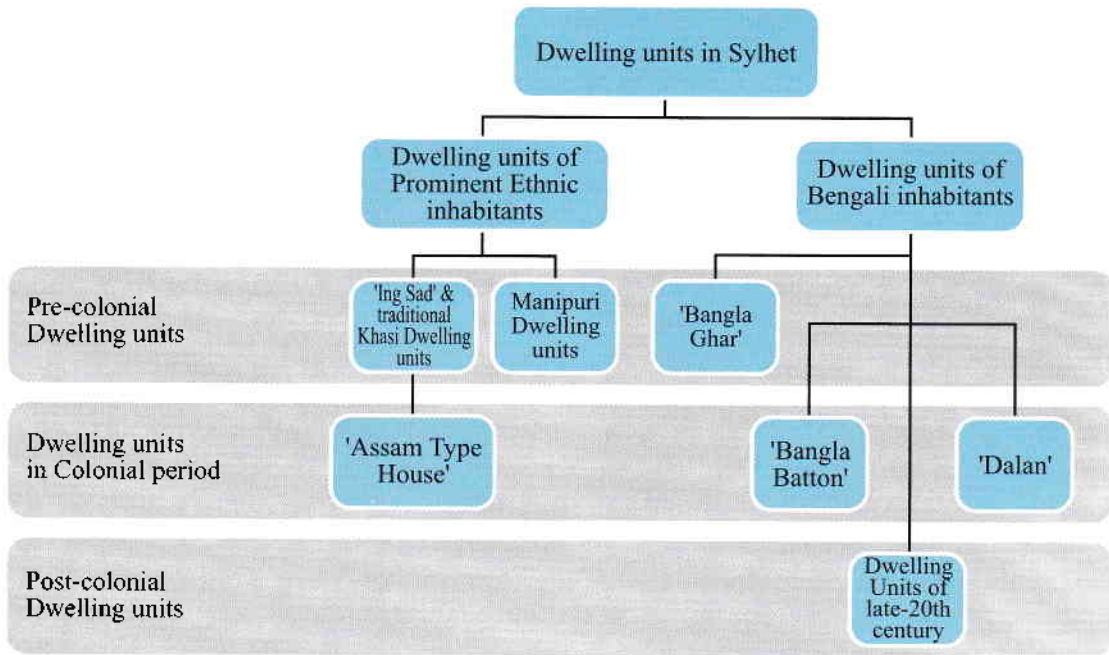 Dwelling units in Sylhet
Dwelling units of
Prominent Ethnic
inhabitants
Dwelling units of
Bengali inhabitants
Pre-colonial
Dwelling units
'Ing Sad' &
traditional
Khasi Dwelling
units
Manipuri
Dwelling
units
'Bangla
Ghar'
Dwelling units
in Colonial period
'Assam Type
House'
'Bangla
Batton'
'Dalan'
Post-colonial
Dwelling units
Dwelling
Units of
late-20th
century